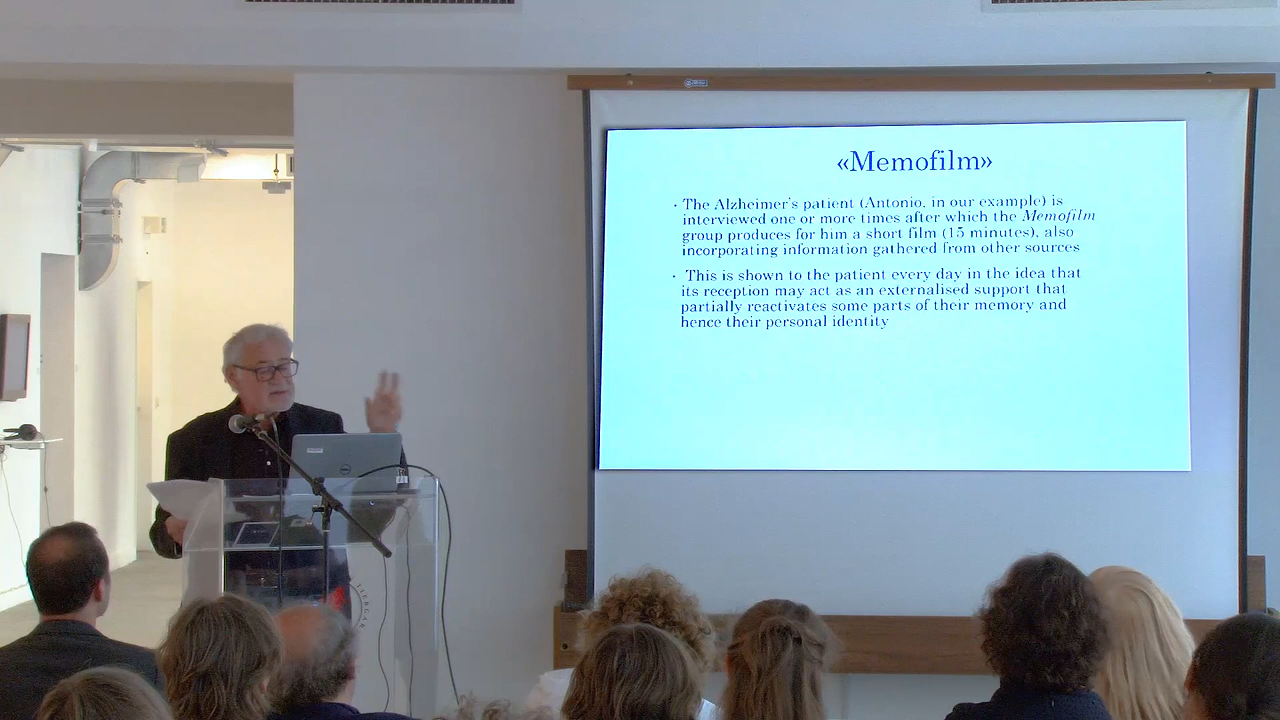 «Memofilm»
· The Alzheimer's patient (Antonio, in our example) is
interviewed one or more times after which the Memofilm
group produces for him a short film (15 minutes), also
incorporating information gathered from other sources
· This is shown to the patient every day in the idea that
its reception may act as an externalised support that
partially reactivates some parts of their memory and
hence their personal identity
DELL